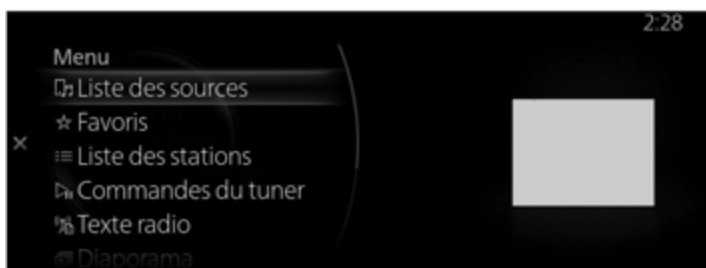 2:28
Menu
Liste des sources
Favoris
Liste des stations
Commandes du tuner
Texte radio
Diaporama